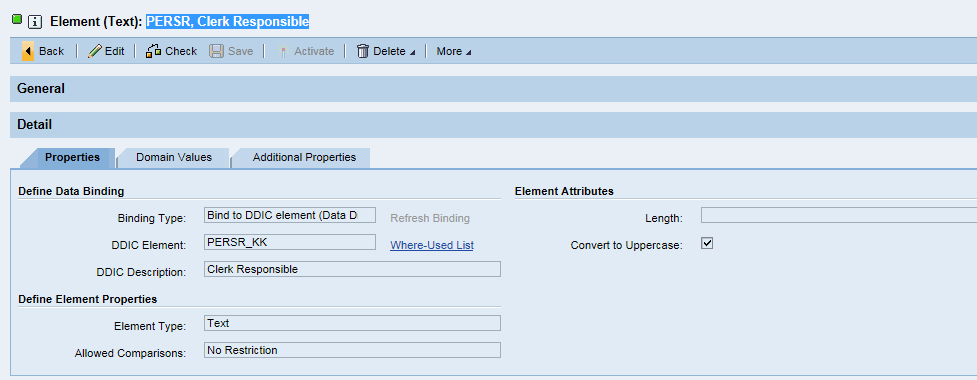 Element (Text): PERSR, Clerk Responsible
Back Edit Check Save Activate Delete More
General
Detail
Properties Domain Values Additional Properties
Define Data Binding Element Attributes
Binding Type: Bind to DDIC element (Data D Refresh Binding Length:
DDIC Element: PERSR_KK Where-Used List Convert to Uppercase:
DDIC Description: Clerk Responsible
Define Element Properties
Element Type: Text
Allowed Comparisons: No Restriction